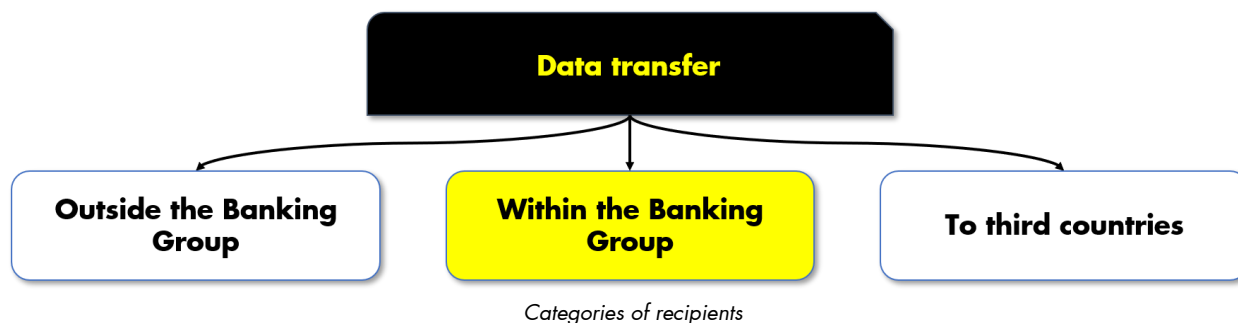 Data transfer
Outside the Banking
Group
Within the Banking
Group
To third countries
Categories of recipients